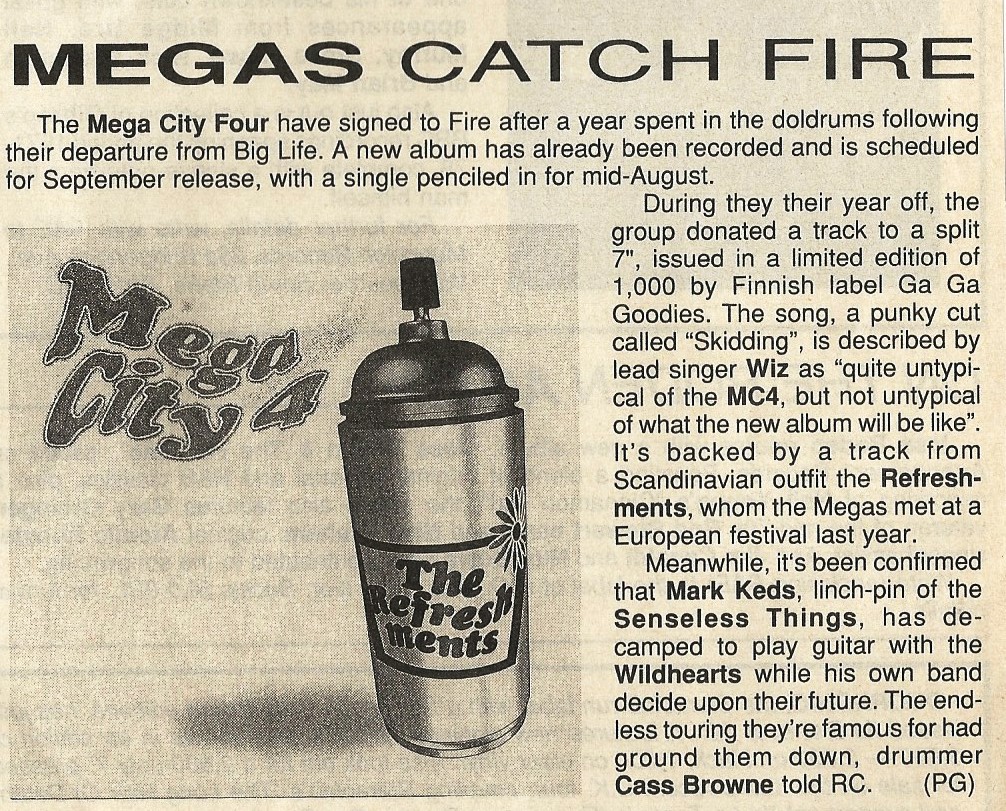 MEGAS CATCH FIRE
The Mega City Four have signed to Fire after a year spent in the doldrums following
their departure from Big Life. A new album has already been recorded and is scheduled
for September release, with a single penciled in for mid-August.
Mega
City 4
The
Refresh
ments
During they their year off, the
group donated a track to a split
7", issued in a limited edition of
1,000 by Finnish label Ga Ga
Goodies. The song, a punky cut
called “Skidding”, is described by
lead singer Wiz as “quite untypi-
cal of the MC4, but not untypical
of what the new album will be like”.
It's backed by a track from
Scandinavian outfit the Refresh-
ments, whom the Megas met at a
European festival last year.
Meanwhile, it's been confirmed
that Mark Keds, linch-pin of the
Senseless Things, has de-
camped to play guitar with the
Wildhearts while his own band
decide upon their future. The end-
less touring they're famous for had
ground them down, drummer
Cass Browne told RC. (PG)